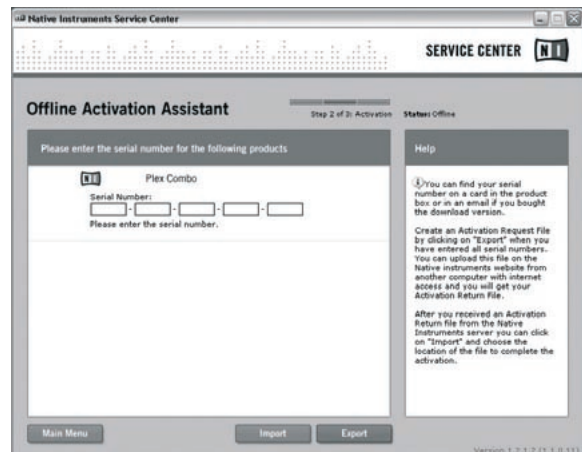 Native Instruments Service Center
SERVICE CENTER
Offline Activation Assistant
Step 2 of 3: Activation
Status: Offline
Please enter the serial number for the following products
Plex Combo
Serial Number:
- - - -
Please enter the serial number.
Help
You can find your serial
number on a card in the product
box or in an email if you bought
the download version.
Create an Activation Request File
by clicking on "Export" when you
have entered all serial numbers.
You can upload this file on the
Native instruments website from
another computer with internet
access and you will get your
Activation Return File.
After you received an Activation
Return file from the Native
Instruments server you can click
on "Import" and choose the
location of the file to complete the
activation.
Main Menu
Import
Export